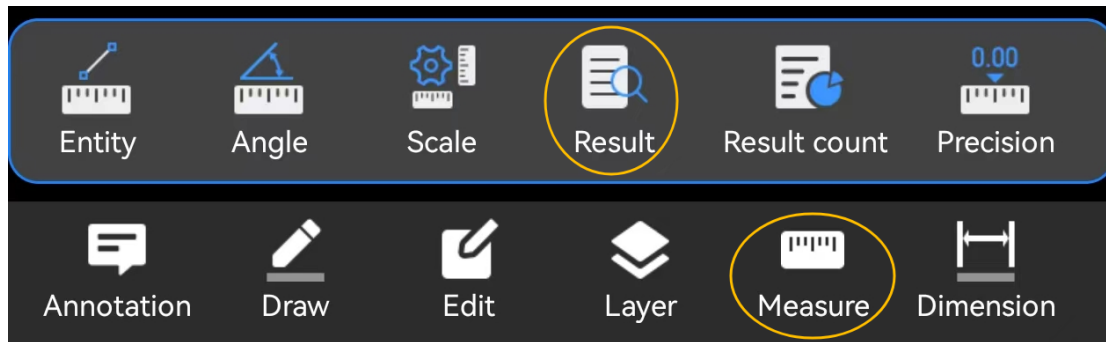 0.00
Entity Angle Scale Result Result count Precision
Annotation Draw Edit Layer Measure Dimension